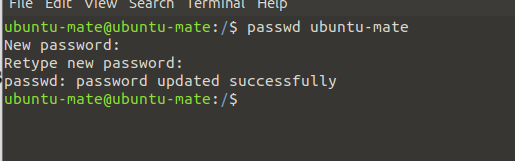 File Edit View Search Terminal Help
ubuntu-mate@ubuntu-mate:/$ passwd ubuntu-mate
New password:
Retype new password:
passwd: password updated successfully
ubuntu-mate@ubuntu-mate:/$